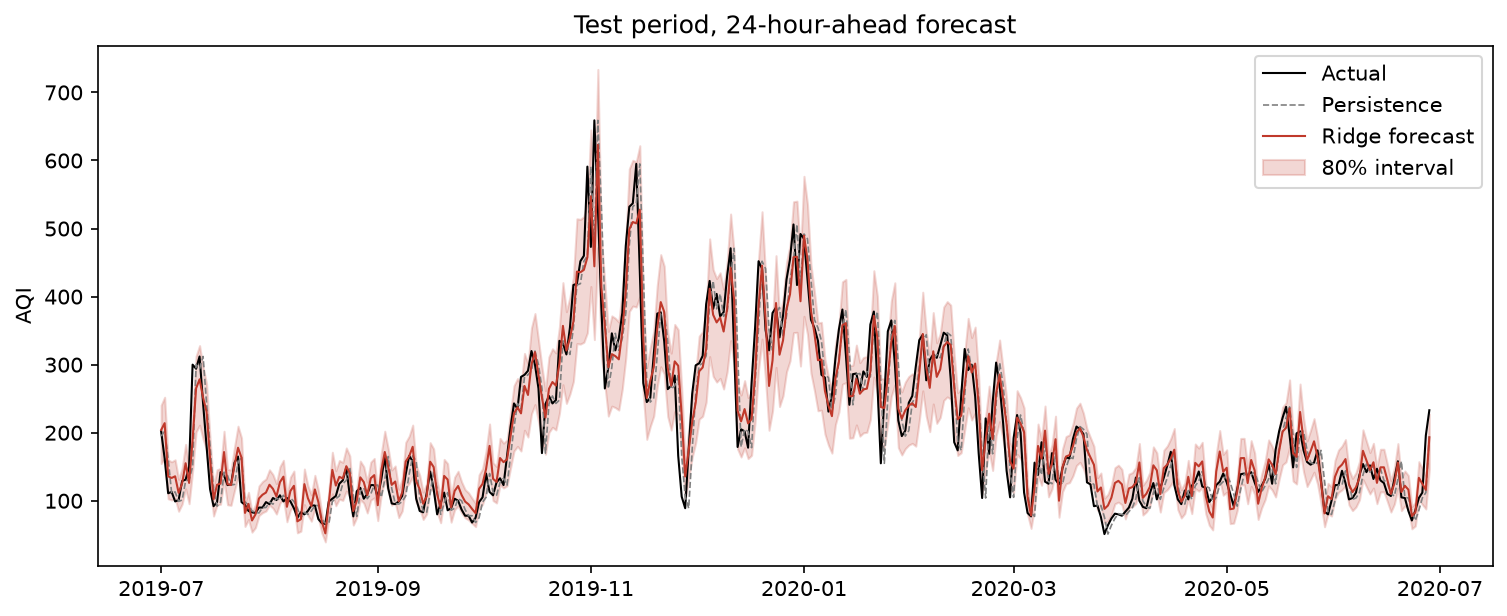 Test period, 24-hour-ahead forecast
Actual
Persistence
Ridge forecast
80% interval
AQI
700
600
500
400
300
200
100
2019-07
2019-09
2019-11
2020-01
2020-03
2020-05
2020-07